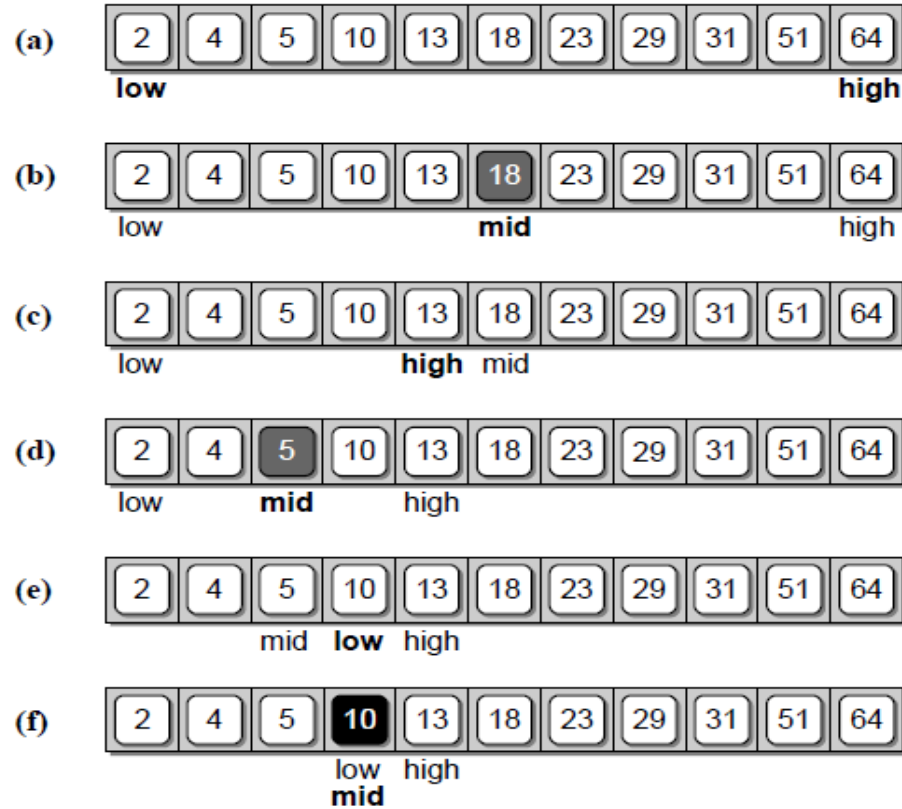 (a) 2 4 5 10 13 18 23 29 31 51 64
low high
(b) 2 4 5 10 13 18 23 29 31 51 64
low mid high
(c) 2 4 5 10 13 18 23 29 31 51 64
low high mid
(d) 2 4 5 10 13 18 23 29 31 51 64
low mid high
(e) 2 4 5 10 13 18 23 29 31 51 64
mid low high
(f) 2 4 5 10 13 18 23 29 31 51 64
low high
mid